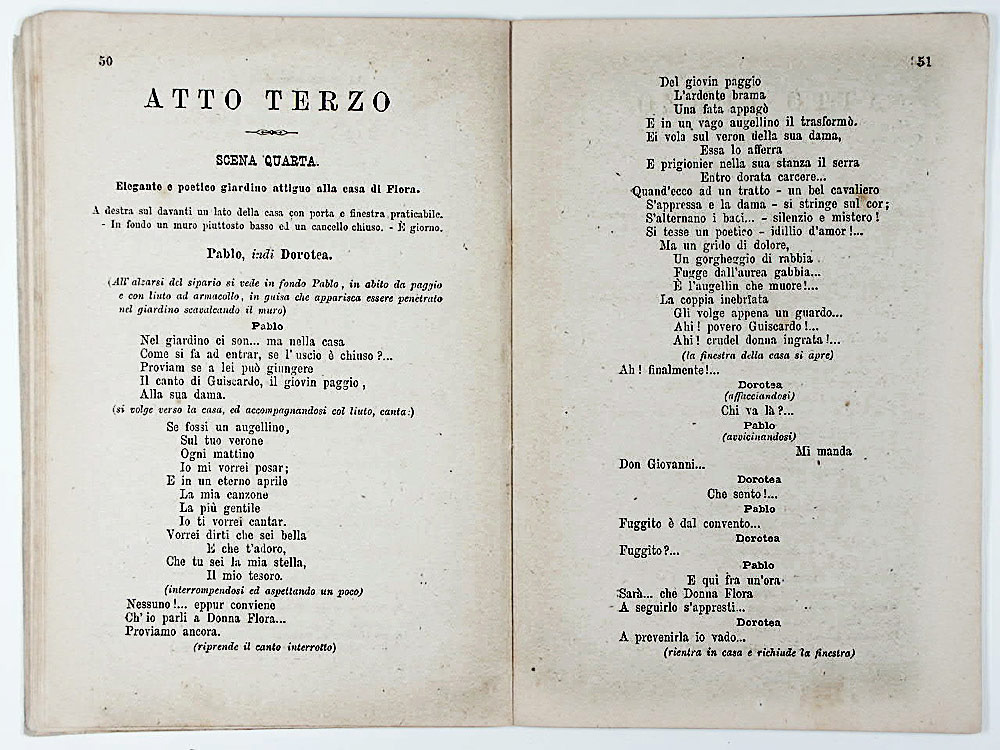 50
ATTO TERZO
SCENA QUARTA.
Elegante e poetico giardino attiguo alla casa di Flora.
A destra sul davanti un lato della casa con porta e finestra praticabile.
- In fondo un muro piuttosto basso ed un cancello chiuso. - È giorno.
Pablo, indi Dorotea.
(All' alzarsi del sipario si vede in fondo Pablo, in abito da paggio
e con liuto ad armacollo, in guisa che apparisca essere penetrato
nel giardino scavalcando il muro)
Pablo
Nel giardino ci son... ma nella casa
Come si fa ad entrar, se l'uscio è chiuso?...
Proviam se a lei può giungere
Il canto di Guiscardo, il giovin paggio,
Alla sua dama.
(si volge verso la casa, ed accompagnandosi col liuto, canta:)
Se fossi un augellino,
Sul tuo verone
Ogni mattino
Io mi vorrei posar;
E in un eterno aprile
La mia canzone
La più gentile
Io ti vorrei cantar.
Vorrei dirti che sei bella
E che t'adoro,
Che tu sei la mia stella,
Il mio tesoro.
(interrompendosi ed aspettando un poco)
Nessuno!... eppur conviene
Ch' io parli a Donna Flora...
Proviamo ancora.
(riprende il canto interrotto)
51
Del giovin paggio
L'ardente brama
Una fata appagò
E in un vago augellino il trasformò.
Ei vola sul veron della sua dama,
Essa lo afferra
E prigionier nella sua stanza il serra
Entro dorata carcere...
Quand'ecco ad un tratto - un bel cavaliero
S'appressa e la dama - si stringe sul cor;
S'alternano i baci... - silenzio e mistero!
Si tesse un poetico - idillio d'amor!...
Ma un grido di dolore,
Un gorgheggio di rabbia
Fugge dall'aurea gabbia...
È l'augellin che muore!...
La coppia inebriata
Gli volge appena un guardo...
Ahi! povero Guiscardo!...
Ahi! crudel donna ingrata!...
(la finestra della casa si apre)
Ah! finalmente!...
Dorotea
(affacciandosi)
Chi va là?...
Pablo
(avvicinandosi)
Mi manda
Don Giovanni...
Dorotea
Che sento!...
Pablo
Fuggito è dal convento...
Dorotea
Fuggito?...
Pablo
E qui fra un'ora
Sarà... che Donna Flora
A seguirlo s'appresti...
Dorotea
A prevenirla io vado...
(rientra in casa e richiude la finestra)